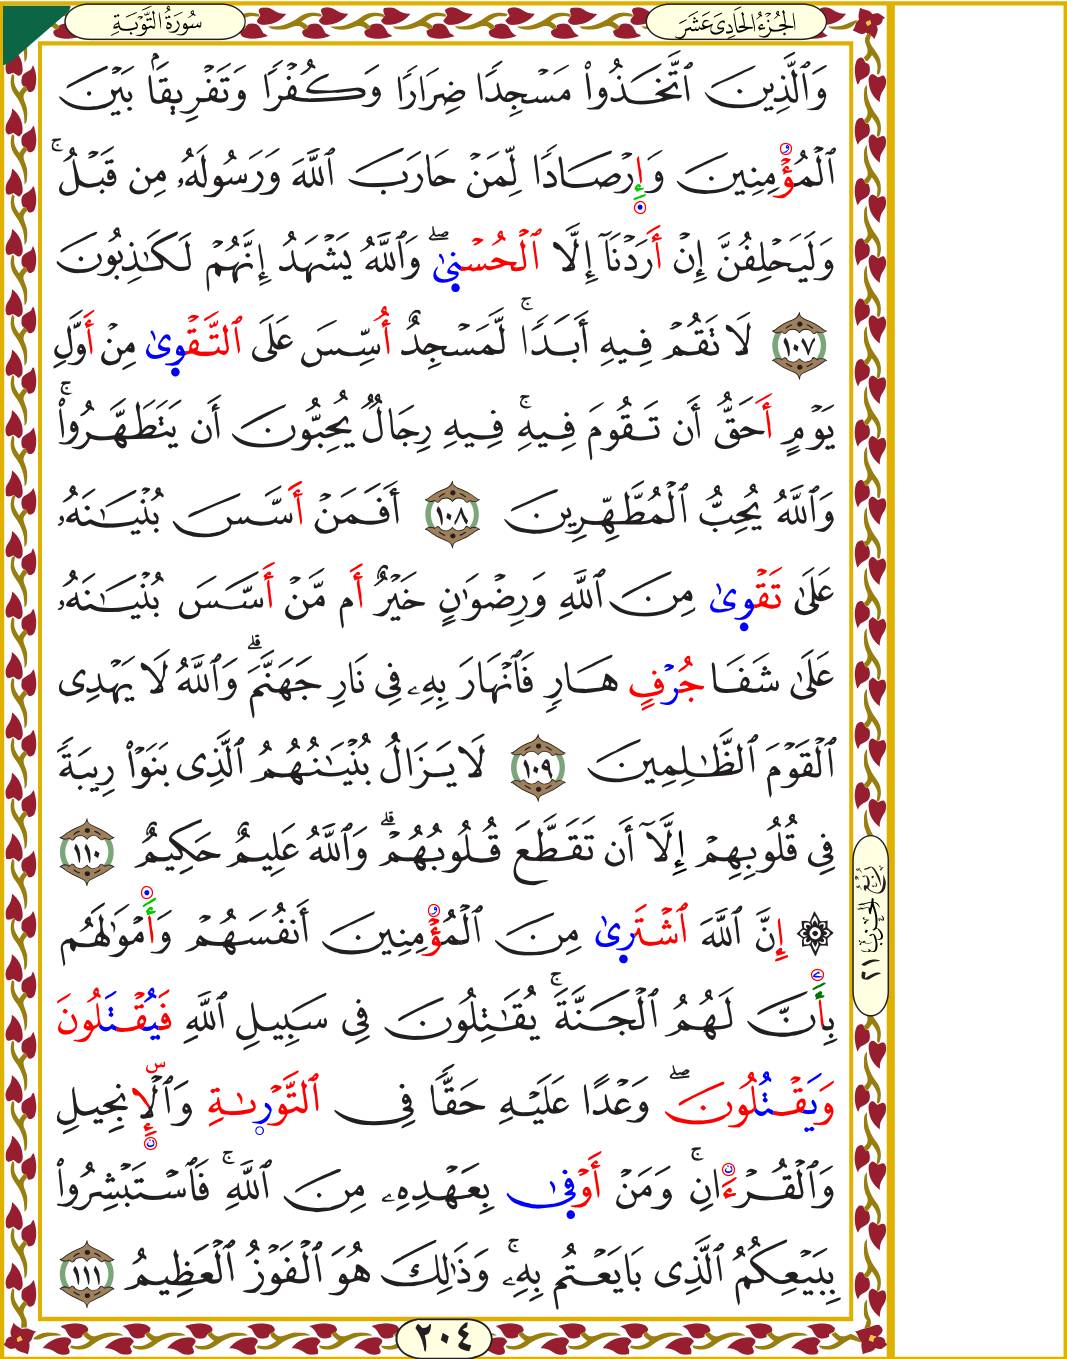 الجُزْءُ الحَادِىَ عَشَرَ
سُورَةُ التَّوْبَةِ
وَٱلَّذِينَ ٱتَّخَذُواْ مَسْجِدًا ضِرَارًا وَكُفْرًا وَتَفْرِيقَۢا بَيْنَ
ٱلْمُؤْمِنِينَ وَإِرْصَادًا لِّمَنْ حَارَبَ ٱللَّهَ وَرَسُولَهُۥ مِن قَبْلُۚ
وَلَيَحْلِفُنَّ إِنْ أَرَدْنَآ إِلَّا ٱلْحُسْنِىٰۖ وَٱللَّهُ يَشْهَدُ إِنَّهُمْ لَكَٰذِبُونَ
١٠٧ لَا تَقُمْ فِيهِ أَبَدًاۚ لَّمَسْجِدٌ أُسِّسَ عَلَى ٱلتَّقْوِىٰ مِنْ أَوَّلِ
يَوْمٍ أَحَقُّ أَن تَقُومَ فِيهِۚ فِيهِ رِجَالٌ يُحِبُّونَ أَن يَتَطَهَّرُواْۚ
وَٱللَّهُ يُحِبُّ ٱلْمُطَّهِّرِينَ ١٠٨ أَفَمَنْ أَسَّسَ بُنْيَٰنَهُۥ
عَلَىٰ تَقْوِىٰ مِنَ ٱللَّهِ وَرِضْوَٰنٍ خَيْرٌ أَم مَّنْ أَسَّسَ بُنْيَٰنَهُۥ
عَلَىٰ شَفَا جُرْفٍ هَارٍ فَٱنْهَارَ بِهِۦ فِى نَارِ جَهَنَّمَۗ وَٱللَّهُ لَا يَهْدِى
ٱلْقَوْمَ ٱلظَّٰلِمِينَ ١٠٩ لَا يَزَالُ بُنْيَٰنُهُمُ ٱلَّذِى بَنَوْاْ رِيبَةً
فِى قُلُوبِهِمْ إِلَّآ أَن تَقَطَّعَ قُلُوبُهُمْۗ وَٱللَّهُ عَلِيمٌ حَكِيمٌ ١١٠
۞ إِنَّ ٱللَّهَ ٱشْتَرِىٰ مِنَ ٱلْمُؤْمِنِينَ أَنفُسَهُمْ وَأَمْوَٰلَهُم
بِأَنَّ لَهُمُ ٱلْجَنَّةَۚ يُقَٰتِلُونَ فِى سَبِيلِ ٱللَّهِ فَيُقْتَلُونَ
وَيَقْتُلُونَۖ وَعْدًا عَلَيْهِ حَقًّا فِى ٱلتَّوْرِىٰةِ وَٱلْإِنجِيلِ
وَٱلْقُرْءَانِۚ وَمَنْ أَوْفِىٰ بِعَهْدِهِۦ مِنَ ٱللَّهِۚ فَٱسْتَبْشِرُواْ
بِبَيْعِكُمُ ٱلَّذِى بَايَعْتُم بِهِۦۚ وَذَٰلِكَ هُوَ ٱلْفَوْزُ ٱلْعَظِيمُ ١١١
رُبْعُ الحِزْبِ ٢١
٢٠٤